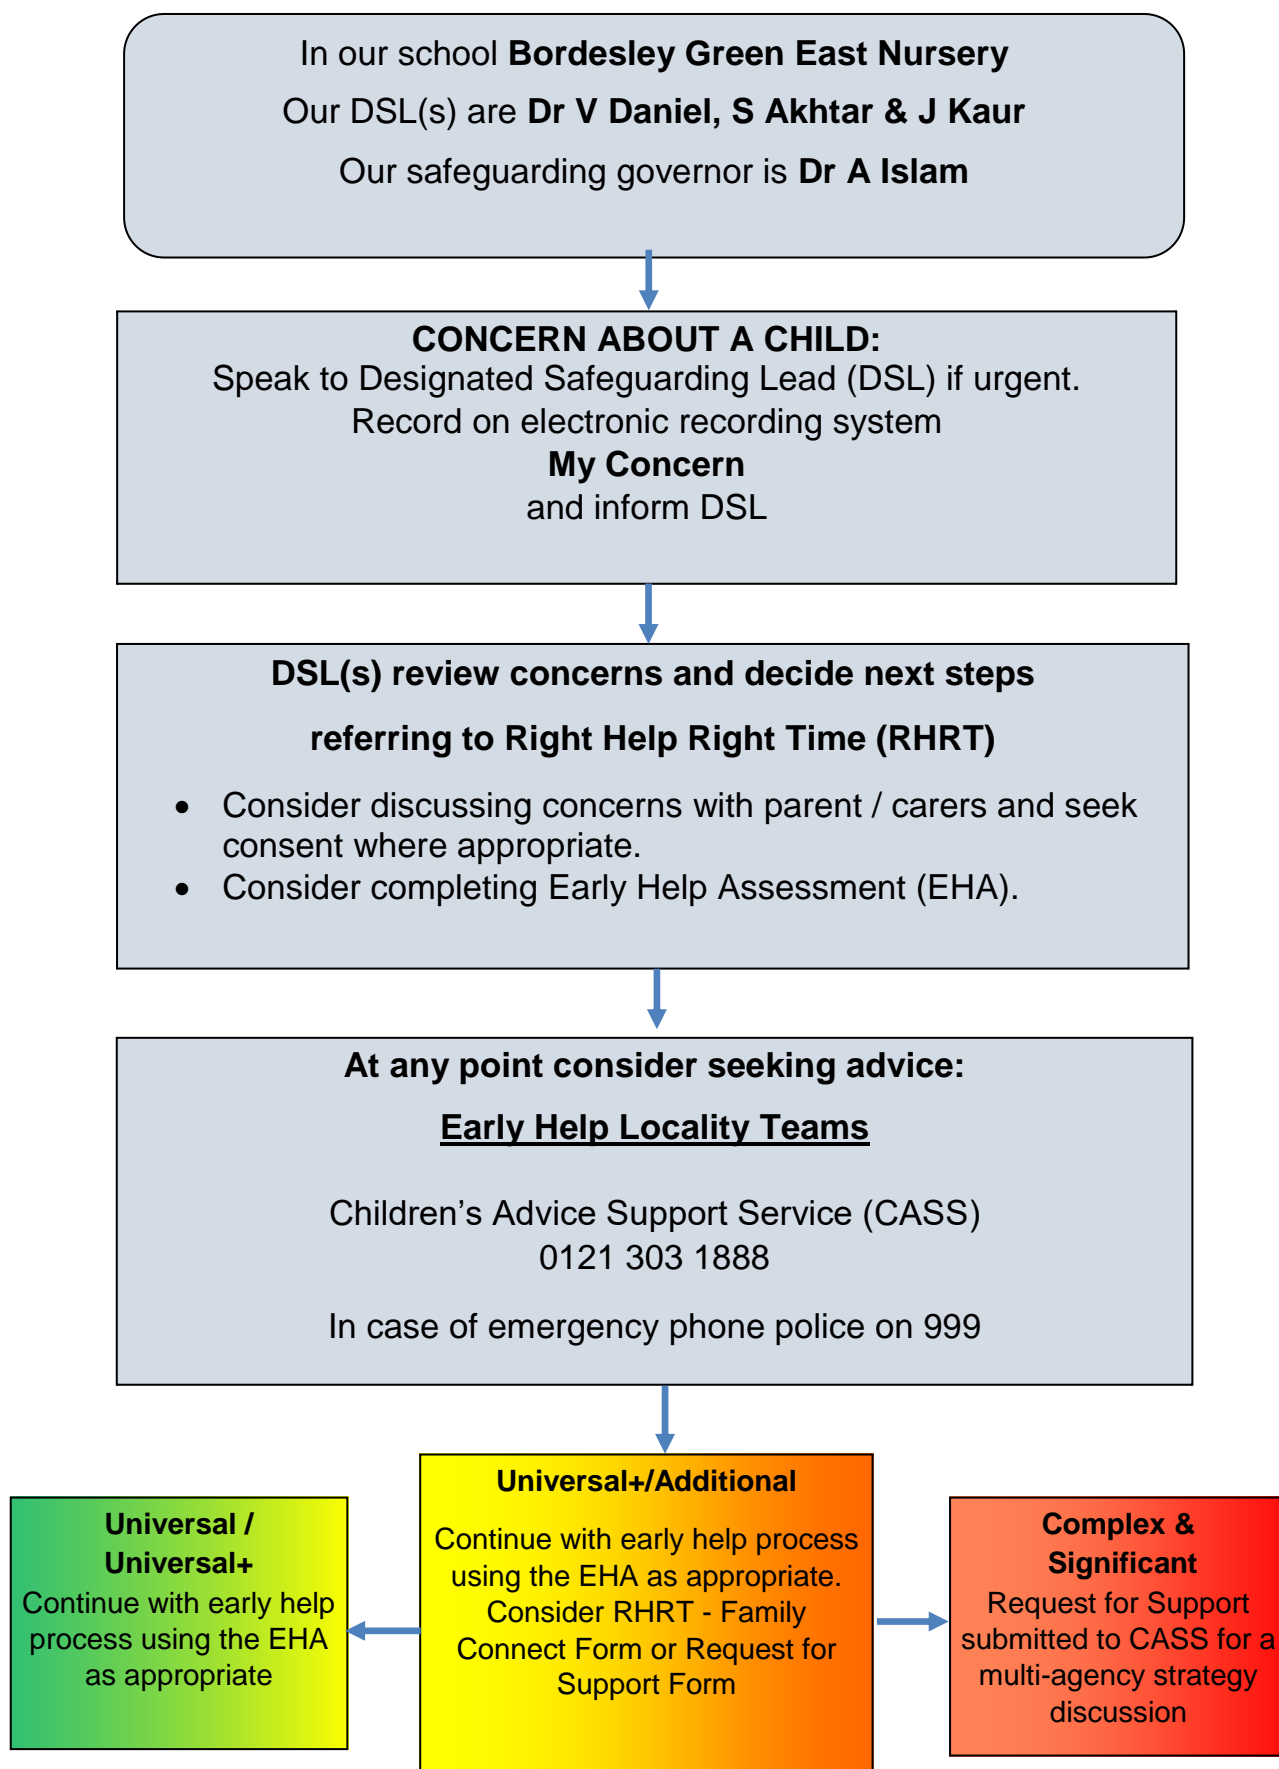 In our school Bordesley Green East Nursery
Our DSL(s) are Dr V Daniel, S Akhtar & J Kaur
Our safeguarding governor is Dr A Islam
CONCERN ABOUT A CHILD:
Speak to Designated Safeguarding Lead (DSL) if urgent.
Record on electronic recording system
My Concern
and inform DSL
DSL(s) review concerns and decide next steps
referring to Right Help Right Time (RHRT)
• Consider discussing concerns with parent / carers and seek
consent where appropriate.
• Consider completing Early Help Assessment (EHA).
At any point consider seeking advice:
Early Help Locality Teams
Children’s Advice Support Service (CASS)
0121 303 1888
In case of emergency phone police on 999
Universal /
Universal+
Continue with early help
process using the EHA
as appropriate
Universal+/Additional
Continue with early help process
using the EHA as appropriate.
Consider RHRT - Family
Connect Form or Request for
Support Form
Complex &
Significant
Request for Support
submitted to CASS for a
multi-agency strategy
discussion